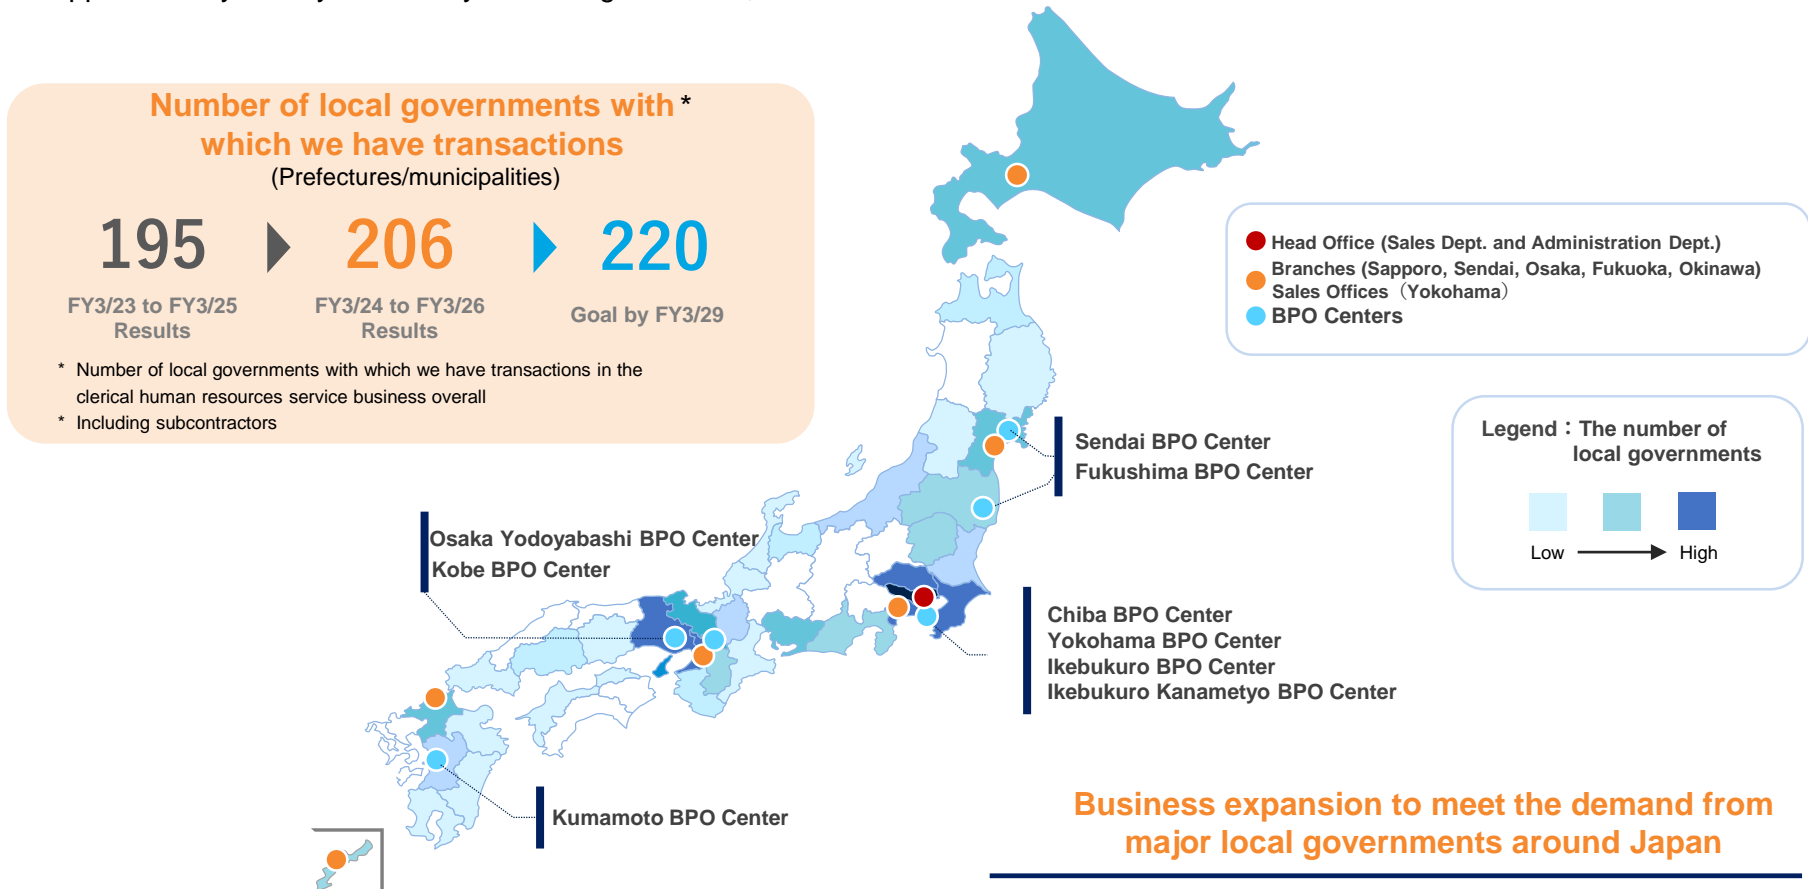 Number of local governments with *
which we have transactions
(Prefectures/municipalities)
195
206
220
FY3/23 to FY3/25
Results
FY3/24 to FY3/26
Results
Goal by FY3/29
* Number of local governments with which we have transactions in the
clerical human resources service business overall
* Including subcontractors
Head Office (Sales Dept. and Administration Dept.)
Branches (Sapporo, Sendai, Osaka, Fukuoka, Okinawa)
Sales Offices（Yokohama）
BPO Centers
Legend：The number of
local governments
Low
High
Sendai BPO Center
Fukushima BPO Center
Osaka Yodoyabashi BPO Center
Kobe BPO Center
Chiba BPO Center
Yokohama BPO Center
Ikebukuro BPO Center
Ikebukuro Kanametyo BPO Center
Kumamoto BPO Center
Business expansion to meet the demand from
major local governments around Japan